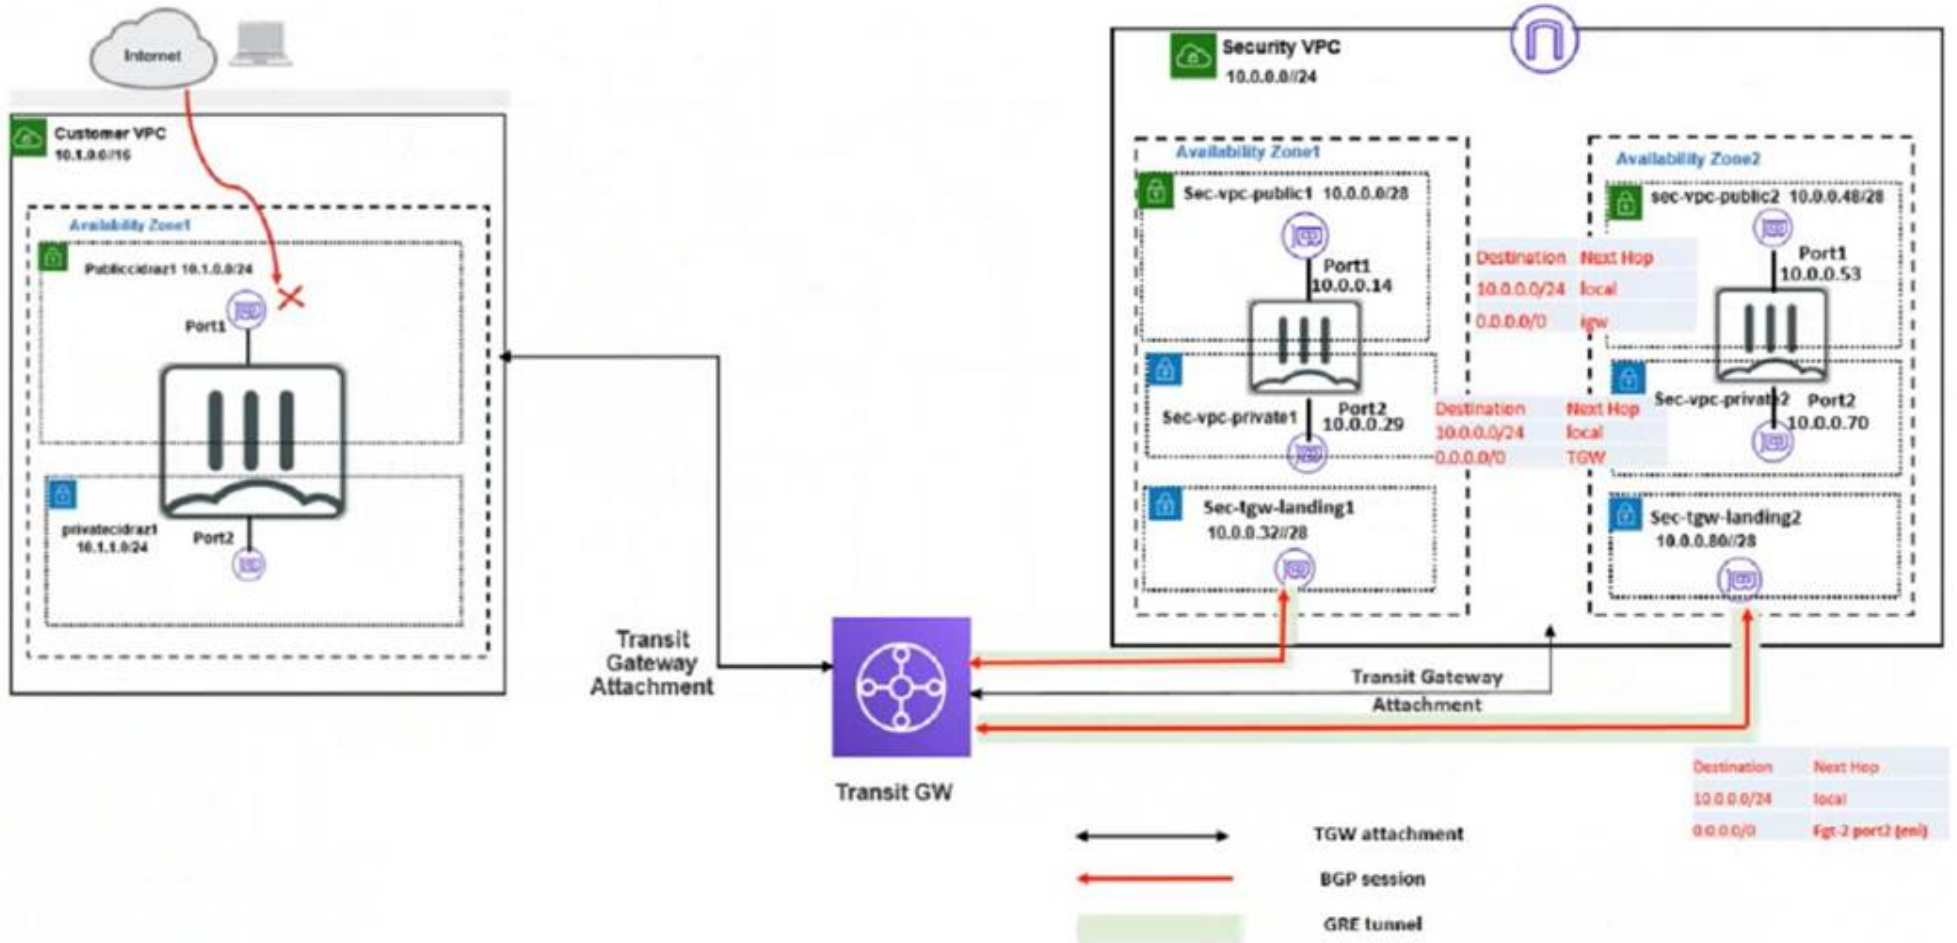 Internet
Customer VPC
10.1.0.0//16
Availability Zone1
Publiccidraz1 10.1.0.0/24
Port1
privatecidraz1
10.1.1.0/24
Port2
Transit
Gateway
Attachment
Transit GW
Security VPC
10.0.0.0//24
Availability Zone1
Sec-vpc-public1 10.0.0.0/28
Port1
10.0.0.14
Sec-vpc-private1
Port2
10.0.0.29
Sec-tgw-landing1
10.0.0.32//28
Destination Next Hop
10.0.0.0/24 local
0.0.0.0/0 igw
Destination Next Hop
10.0.0.0/24 local
0.0.0.0/0 TGW
Availability Zone2
sec-vpc-public2 10.0.0.48/28
Port1
10.0.0.53
Sec-vpc-private2
Port2
10.0.0.70
Sec-tgw-landing2
10.0.0.80//28
Transit Gateway
Attachment
Destination Next Hop
10.0.0.0/24 local
0.0.0.0/0 Fgt-2 port2 (eni)
TGW attachment
BGP session
GRE tunnel